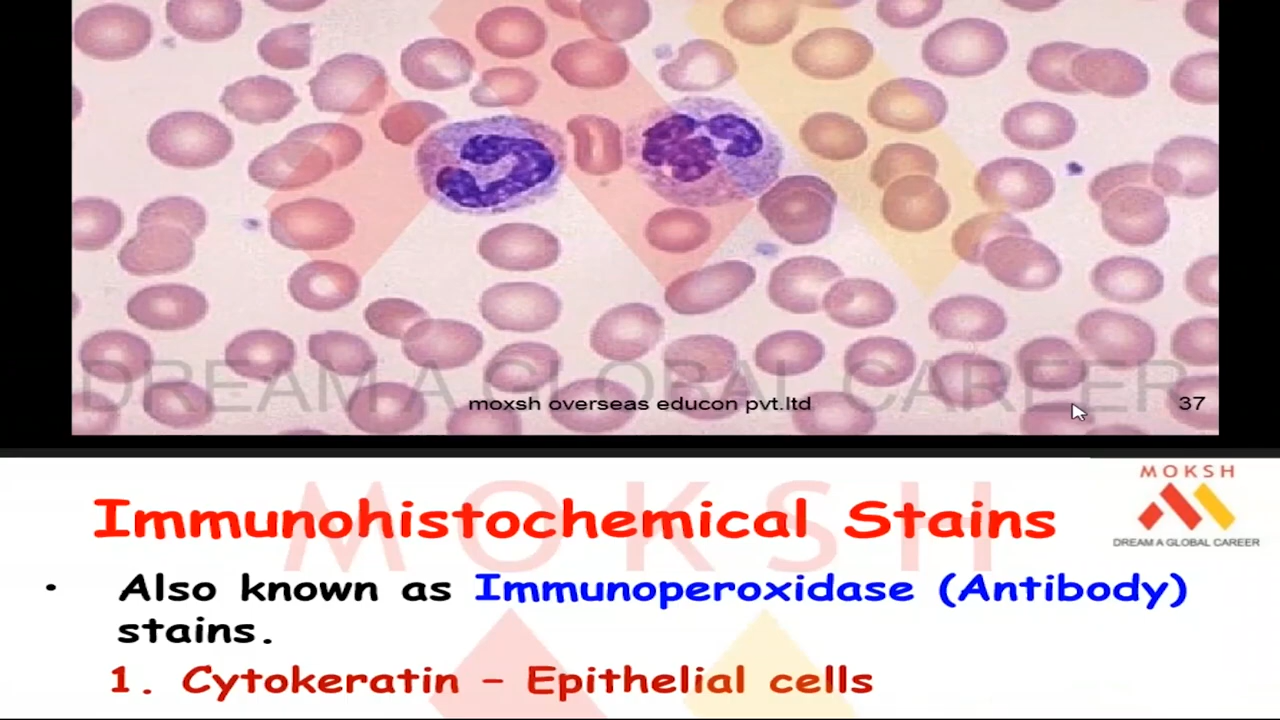 DREAM A GLOBAL CAREER
moxsh overseas educon pvt.ltd
37
MOKSH
DREAM A GLOBAL CAREER
MOKSH
Immunohistochemical Stains
• Also known as Immunoperoxidase (Antibody)
stains.
1. Cytokeratin – Epithelial cells